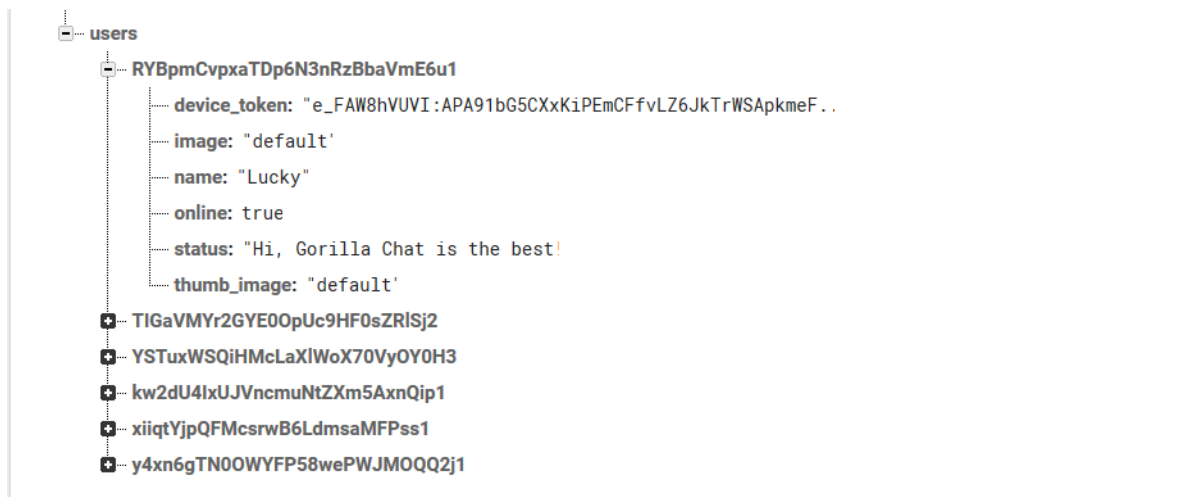 users
RYBpmCvpxaTDp6N3nRzBbaVmE6u1
device_token: "e_FAW8hVUVI:APA91bG5CXxKiPEmCFfvLZ6JkTrWSApkmeF..
image: "default'
name: "Lucky"
online: true
status: "Hi, Gorilla Chat is the best!
thumb_image: "default'
TIGaVMYr2GYE0OpUc9HF0sZRlSj2
YSTuxWSQiHMcLaXlWoX70VyOY0H3
kw2dU4IxUJVncmuNtZXm5AxnQip1
xiiqtYjpQFMcsrwB6LdmsaMFPss1
y4xn6gTN0OWYFP58wePWJMOQQ2j1